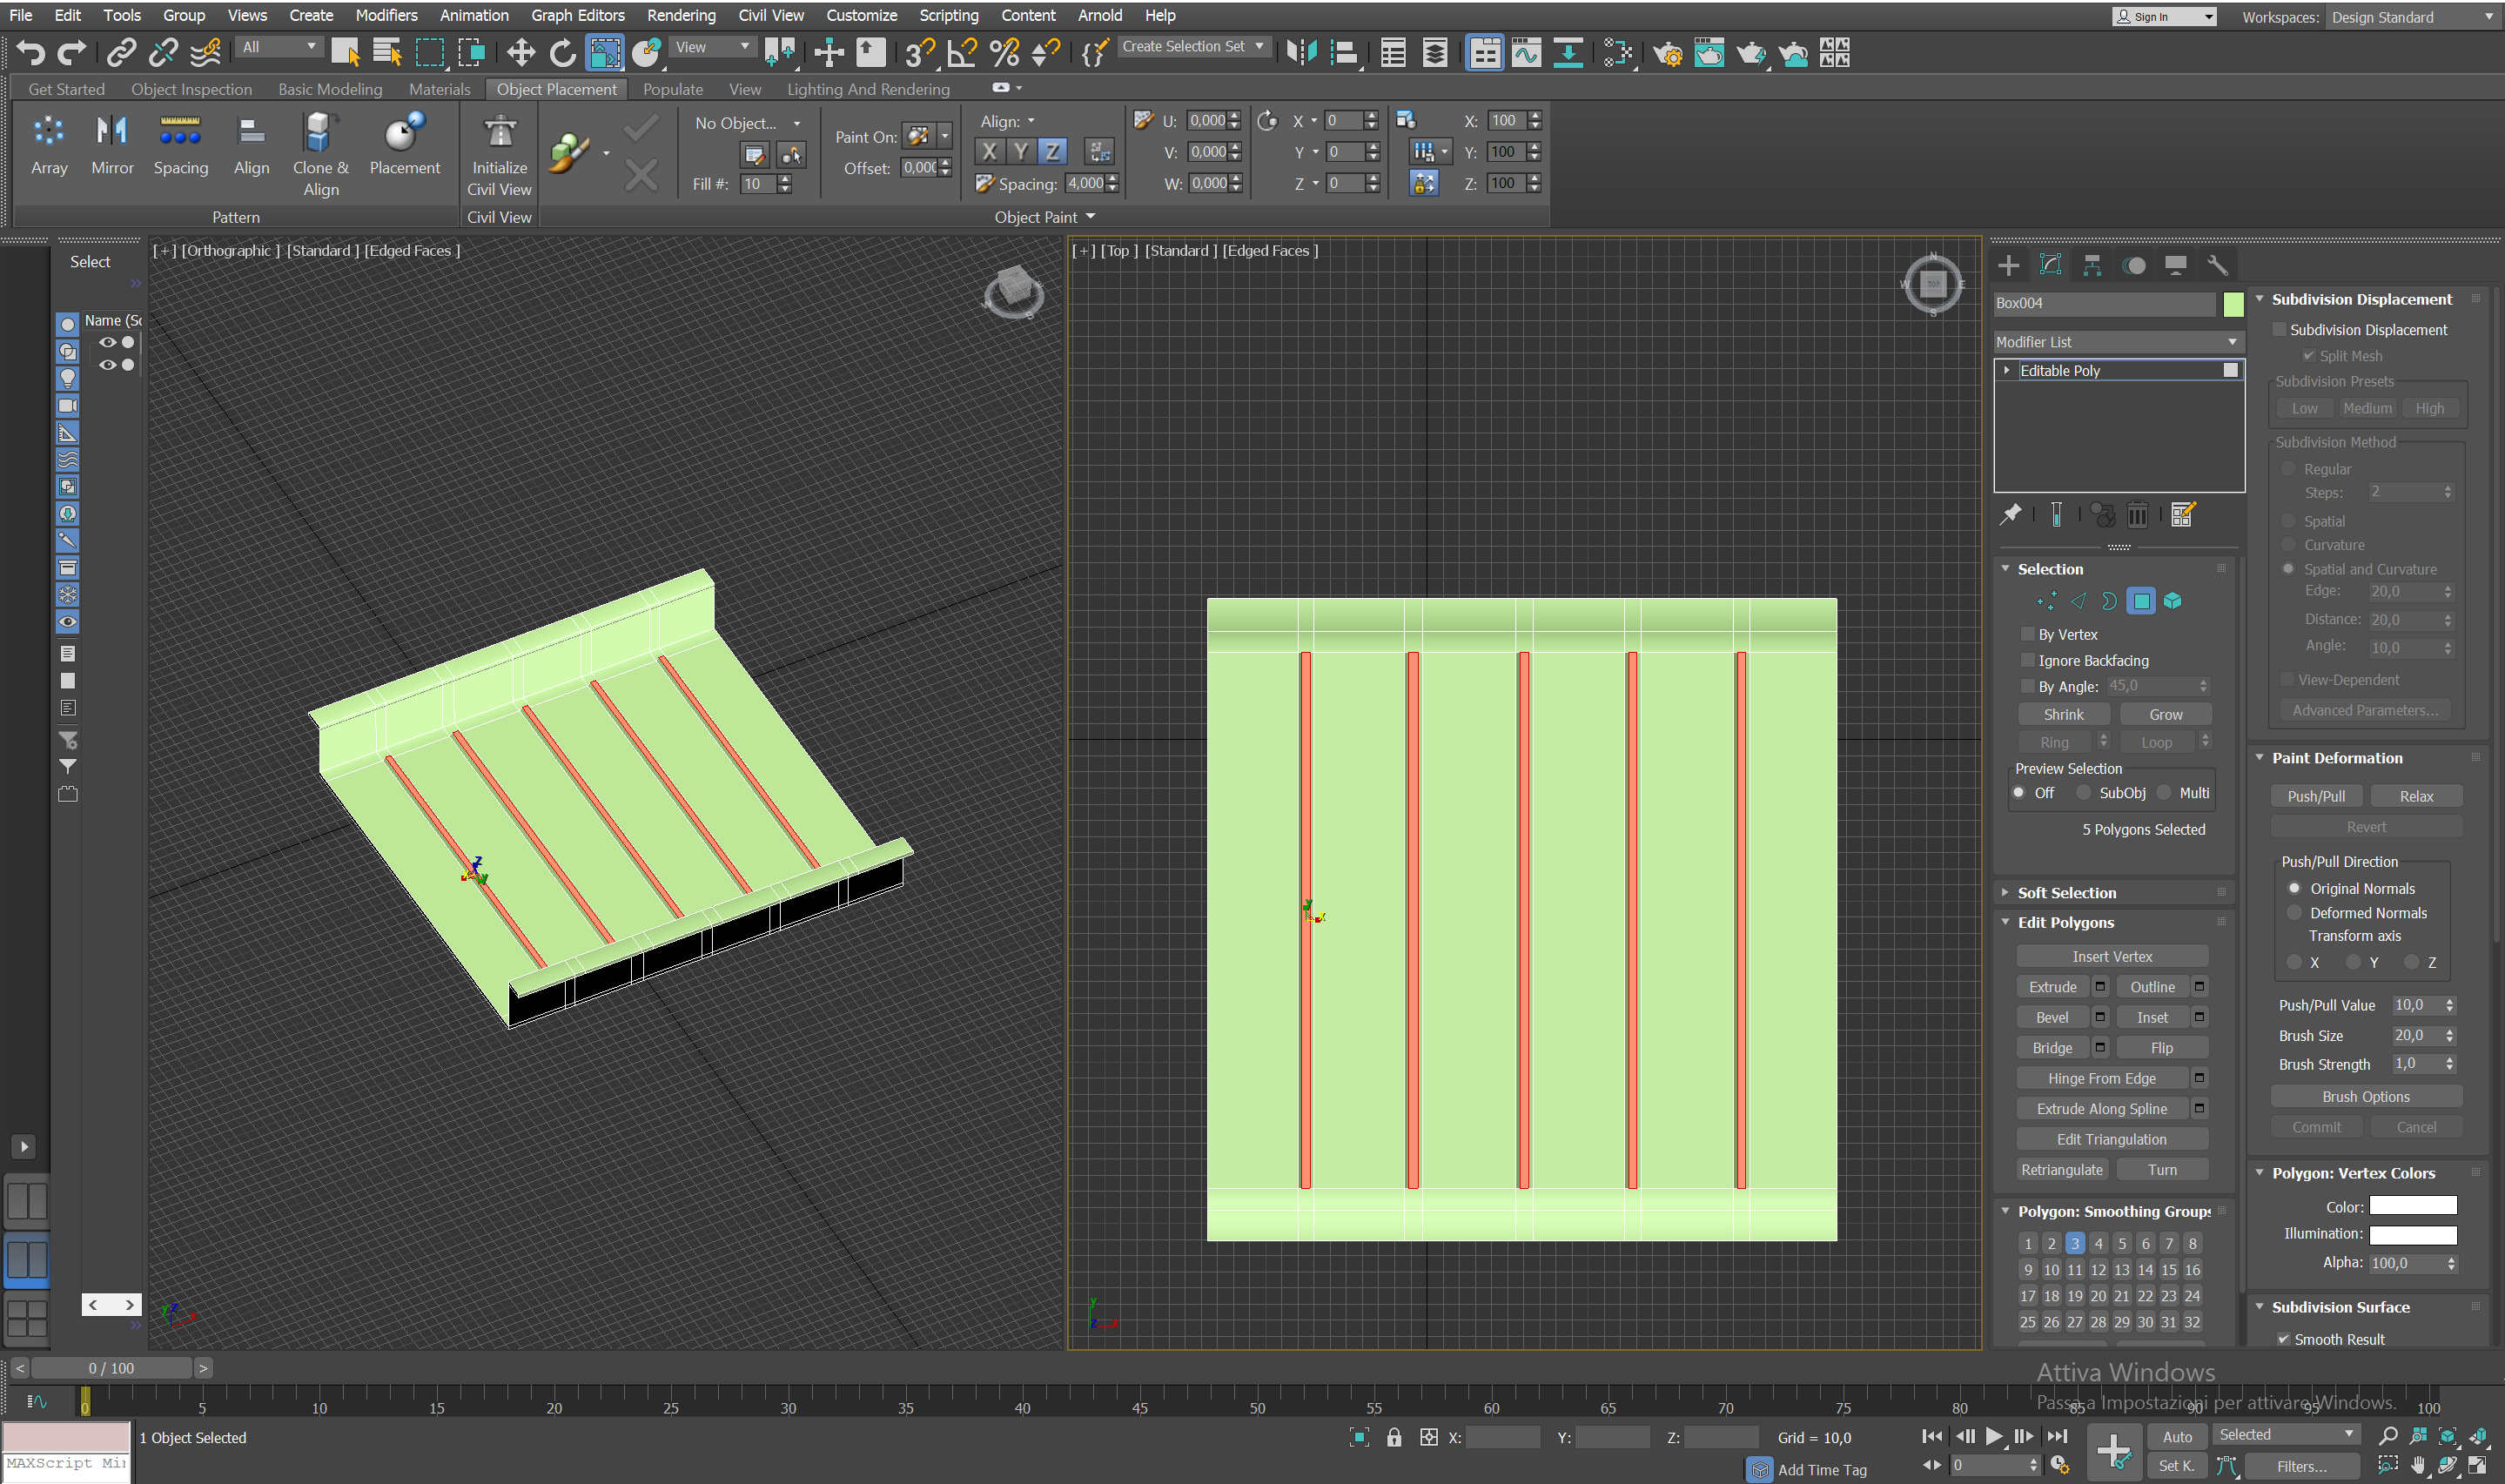 File Edit Tools Group Views Create Modifiers Animation Graph Editors Rendering Civil View Customize Scripting Content Arnold Help
Sign In
Workspaces: Design Standard
All
View
Create Selection Set
Get Started Object Inspection Basic Modeling Materials Object Placement Populate View Lighting And Rendering
Array
Mirror
Spacing
Align
Clone & Align
Placement
Pattern
Initialize Civil View
Civil View
No Object...
Fill #: 10
Paint On:
Offset: 0,000
Align:
X Y Z
Spacing: 4,000
U: 0,000
V: 0,000
W: 0,000
X 0
Y 0
Z 0
X: 100
Y: 100
Z: 100
Object Paint
Select
Name (Sc
[+] [Orthographic ] [Standard ] [Edged Faces ]
[+] [Top ] [Standard ] [Edged Faces ]
N
W
E
S
TOP
Box004
Modifier List
Editable Poly
Selection
By Vertex
Ignore Backfacing
By Angle: 45,0
Shrink Grow
Ring Loop
Preview Selection
Off SubObj Multi
5 Polygons Selected
Soft Selection
Edit Polygons
Insert Vertex
Extrude Outline
Bevel Inset
Bridge Flip
Hinge From Edge
Extrude Along Spline
Edit Triangulation
Retriangulate Turn
Polygon: Smoothing Groups
1 2 3 4 5 6 7 8
9 10 11 12 13 14 15 16
17 18 19 20 21 22 23 24
25 26 27 28 29 30 31 32
Subdivision Displacement
Subdivision Displacement
Split Mesh
Subdivision Presets
Low Medium High
Subdivision Method
Regular
Steps: 2
Spatial
Curvature
Spatial and Curvature
Edge: 20,0
Distance: 20,0
Angle: 10,0
View-Dependent
Advanced Parameters...
Paint Deformation
Push/Pull Relax
Revert
Push/Pull Direction
Original Normals
Deformed Normals
Transform axis
X Y Z
Push/Pull Value 10,0
Brush Size 20,0
Brush Strength 1,0
Brush Options
Commit Cancel
Polygon: Vertex Colors
Color:
Illumination:
Alpha: 100,0
Subdivision Surface
Smooth Result
Attiva Windows
Passa a Impostazioni per attivare Windows.
< 0 / 100 >
0 5 10 15 20 25 30 35 40 45 50 55 60 65 70 75 80 85 90 95 100
1 Object Selected
MAXScript Mi
X: Y: Z: Grid = 10,0
Add Time Tag
0
Auto
Selected
Set K.
Filters...